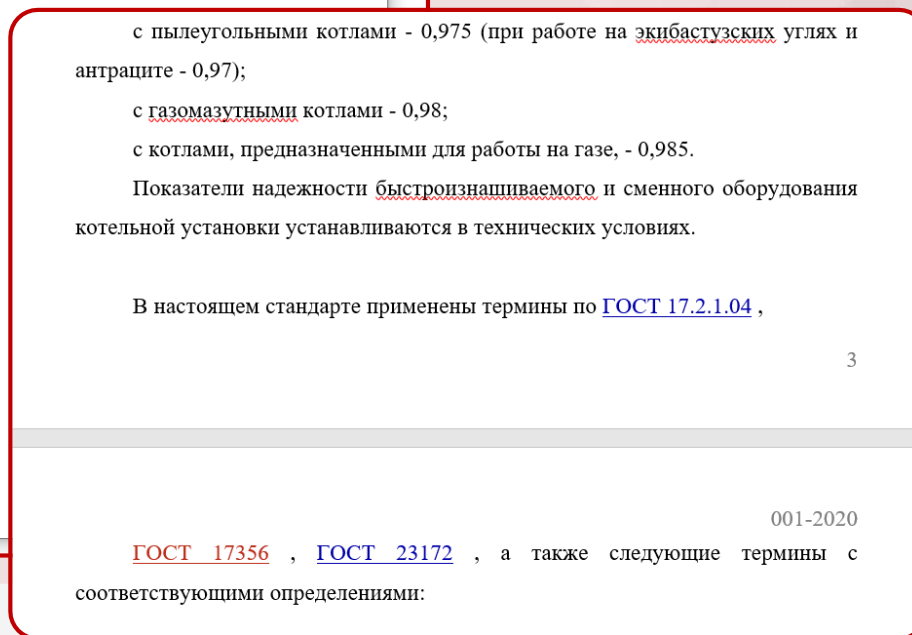 с пылеугольными котлами - 0,975 (при работе на экибастузских углях и
антраците - 0,97);
с газомазутными котлами - 0,98;
с котлами, предназначенными для работы на газе, - 0,985.
Показатели надежности быстроизнашиваемого и сменного оборудования
котельной установки устанавливаются в технических условиях.
В настоящем стандарте применены термины по ГОСТ 17.2.1.04 ,
3
001-2020
ГОСТ 17356 , ГОСТ 23172 , а также следующие термины с
соответствующими определениями: